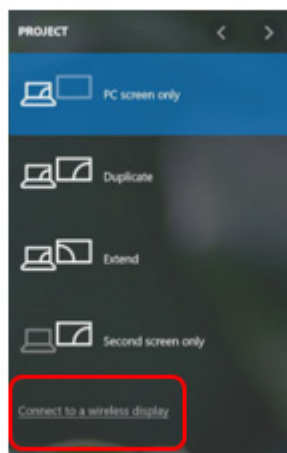 PROJECT
PC screen only
Duplicate
Extend
Second screen only
Connect to a wireless display